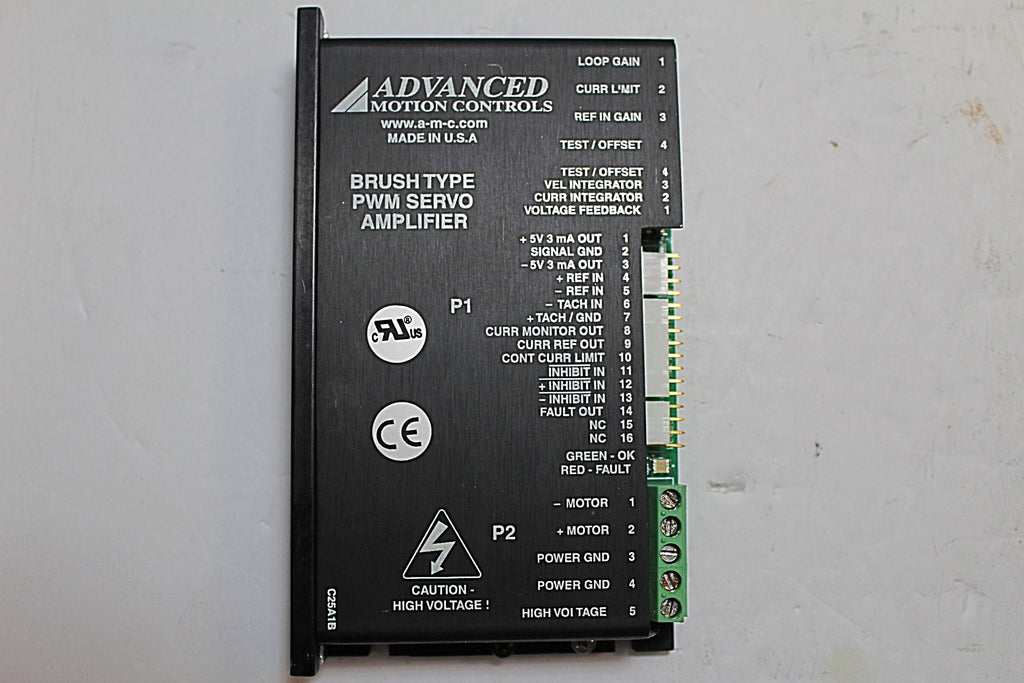 ADVANCED
MOTION CONTROLS
www.a-m-c.com
MADE IN U.S.A
BRUSH TYPE
PWM SERVO
AMPLIFIER
LOOP GAIN 1
CURR LIMIT 2
REF IN GAIN 3
TEST / OFFSET 4
TEST / OFFSET 4
VEL INTEGRATOR 3
CURR INTEGRATOR 2
VOLTAGE FEEDBACK 1
P1
+ 5V 3 mA OUT 1
SIGNAL GND 2
– 5V 3 mA OUT 3
+ REF IN 4
– REF IN 5
– TACH IN 6
+ TACH / GND 7
CURR MONITOR OUT 8
CURR REF OUT 9
CONT CURR LIMIT 10
INHIBIT IN 11
+ INHIBIT IN 12
– INHIBIT IN 13
FAULT OUT 14
NC 15
NC 16
GREEN - OK
RED - FAULT
c RU ® US
CE
P2
– MOTOR 1
+ MOTOR 2
POWER GND 3
POWER GND 4
HIGH VOLTAGE 5
CAUTION -
HIGH VOLTAGE !
C25A1B